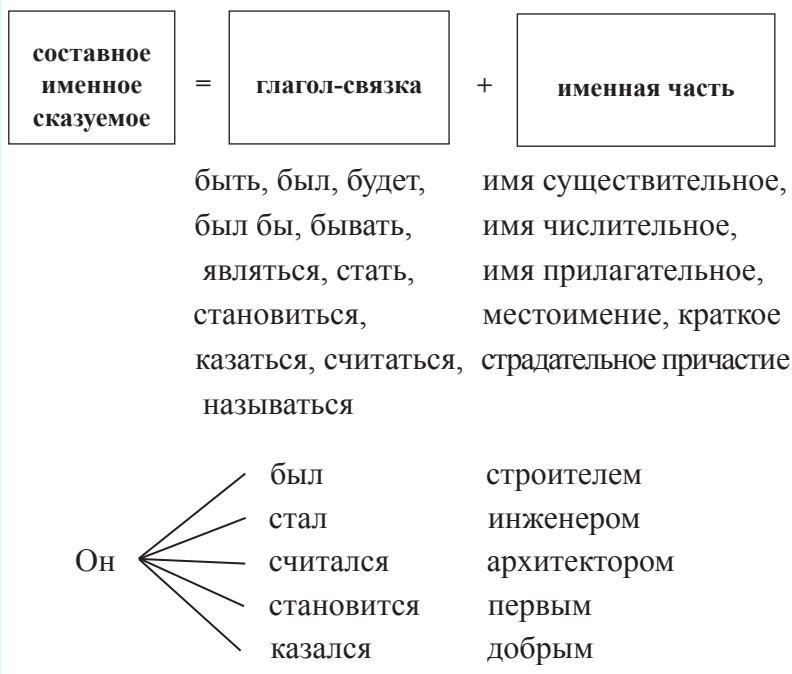 составное
именное
сказуемое
=
глагол-связка
+
именная часть
быть, был, будет, имя существительное,
был бы, бывать, имя числительное,
являться, стать, имя прилагательное,
становиться, местоимение, краткое
казаться, считаться, страдательное причастие
называться
был строителем
стал инженером
Он считался архитектором
становится первым
казался добрым